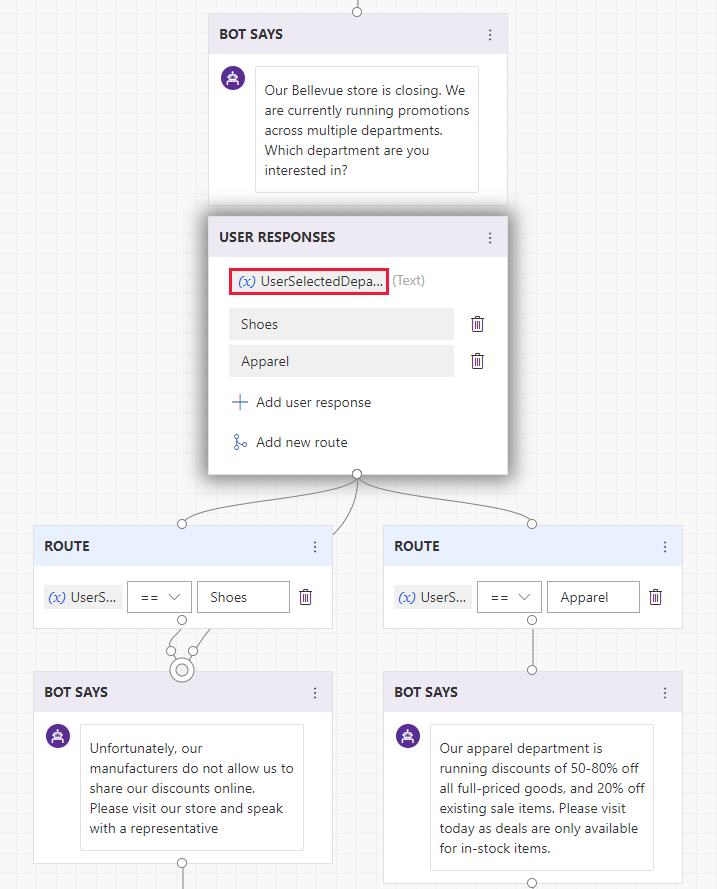 BOT SAYS
Our Bellevue store is closing. We
are currently running promotions
across multiple departments.
Which department are you
interested in?
USER RESPONSES
(x) UserSelectedDepa... (Text)
Shoes
Apparel
Add user response
Add new route
ROUTE
(x) UserS... == Shoes
ROUTE
(x) UserS... == Apparel
BOT SAYS
Unfortunately, our
manufacturers do not allow us to
share our discounts online.
Please visit our store and speak
with a representative
BOT SAYS
Our apparel department is
running discounts of 50-80% off
all full-priced goods, and 20% off
existing sale items. Please visit
today as deals are only available
for in-stock items.